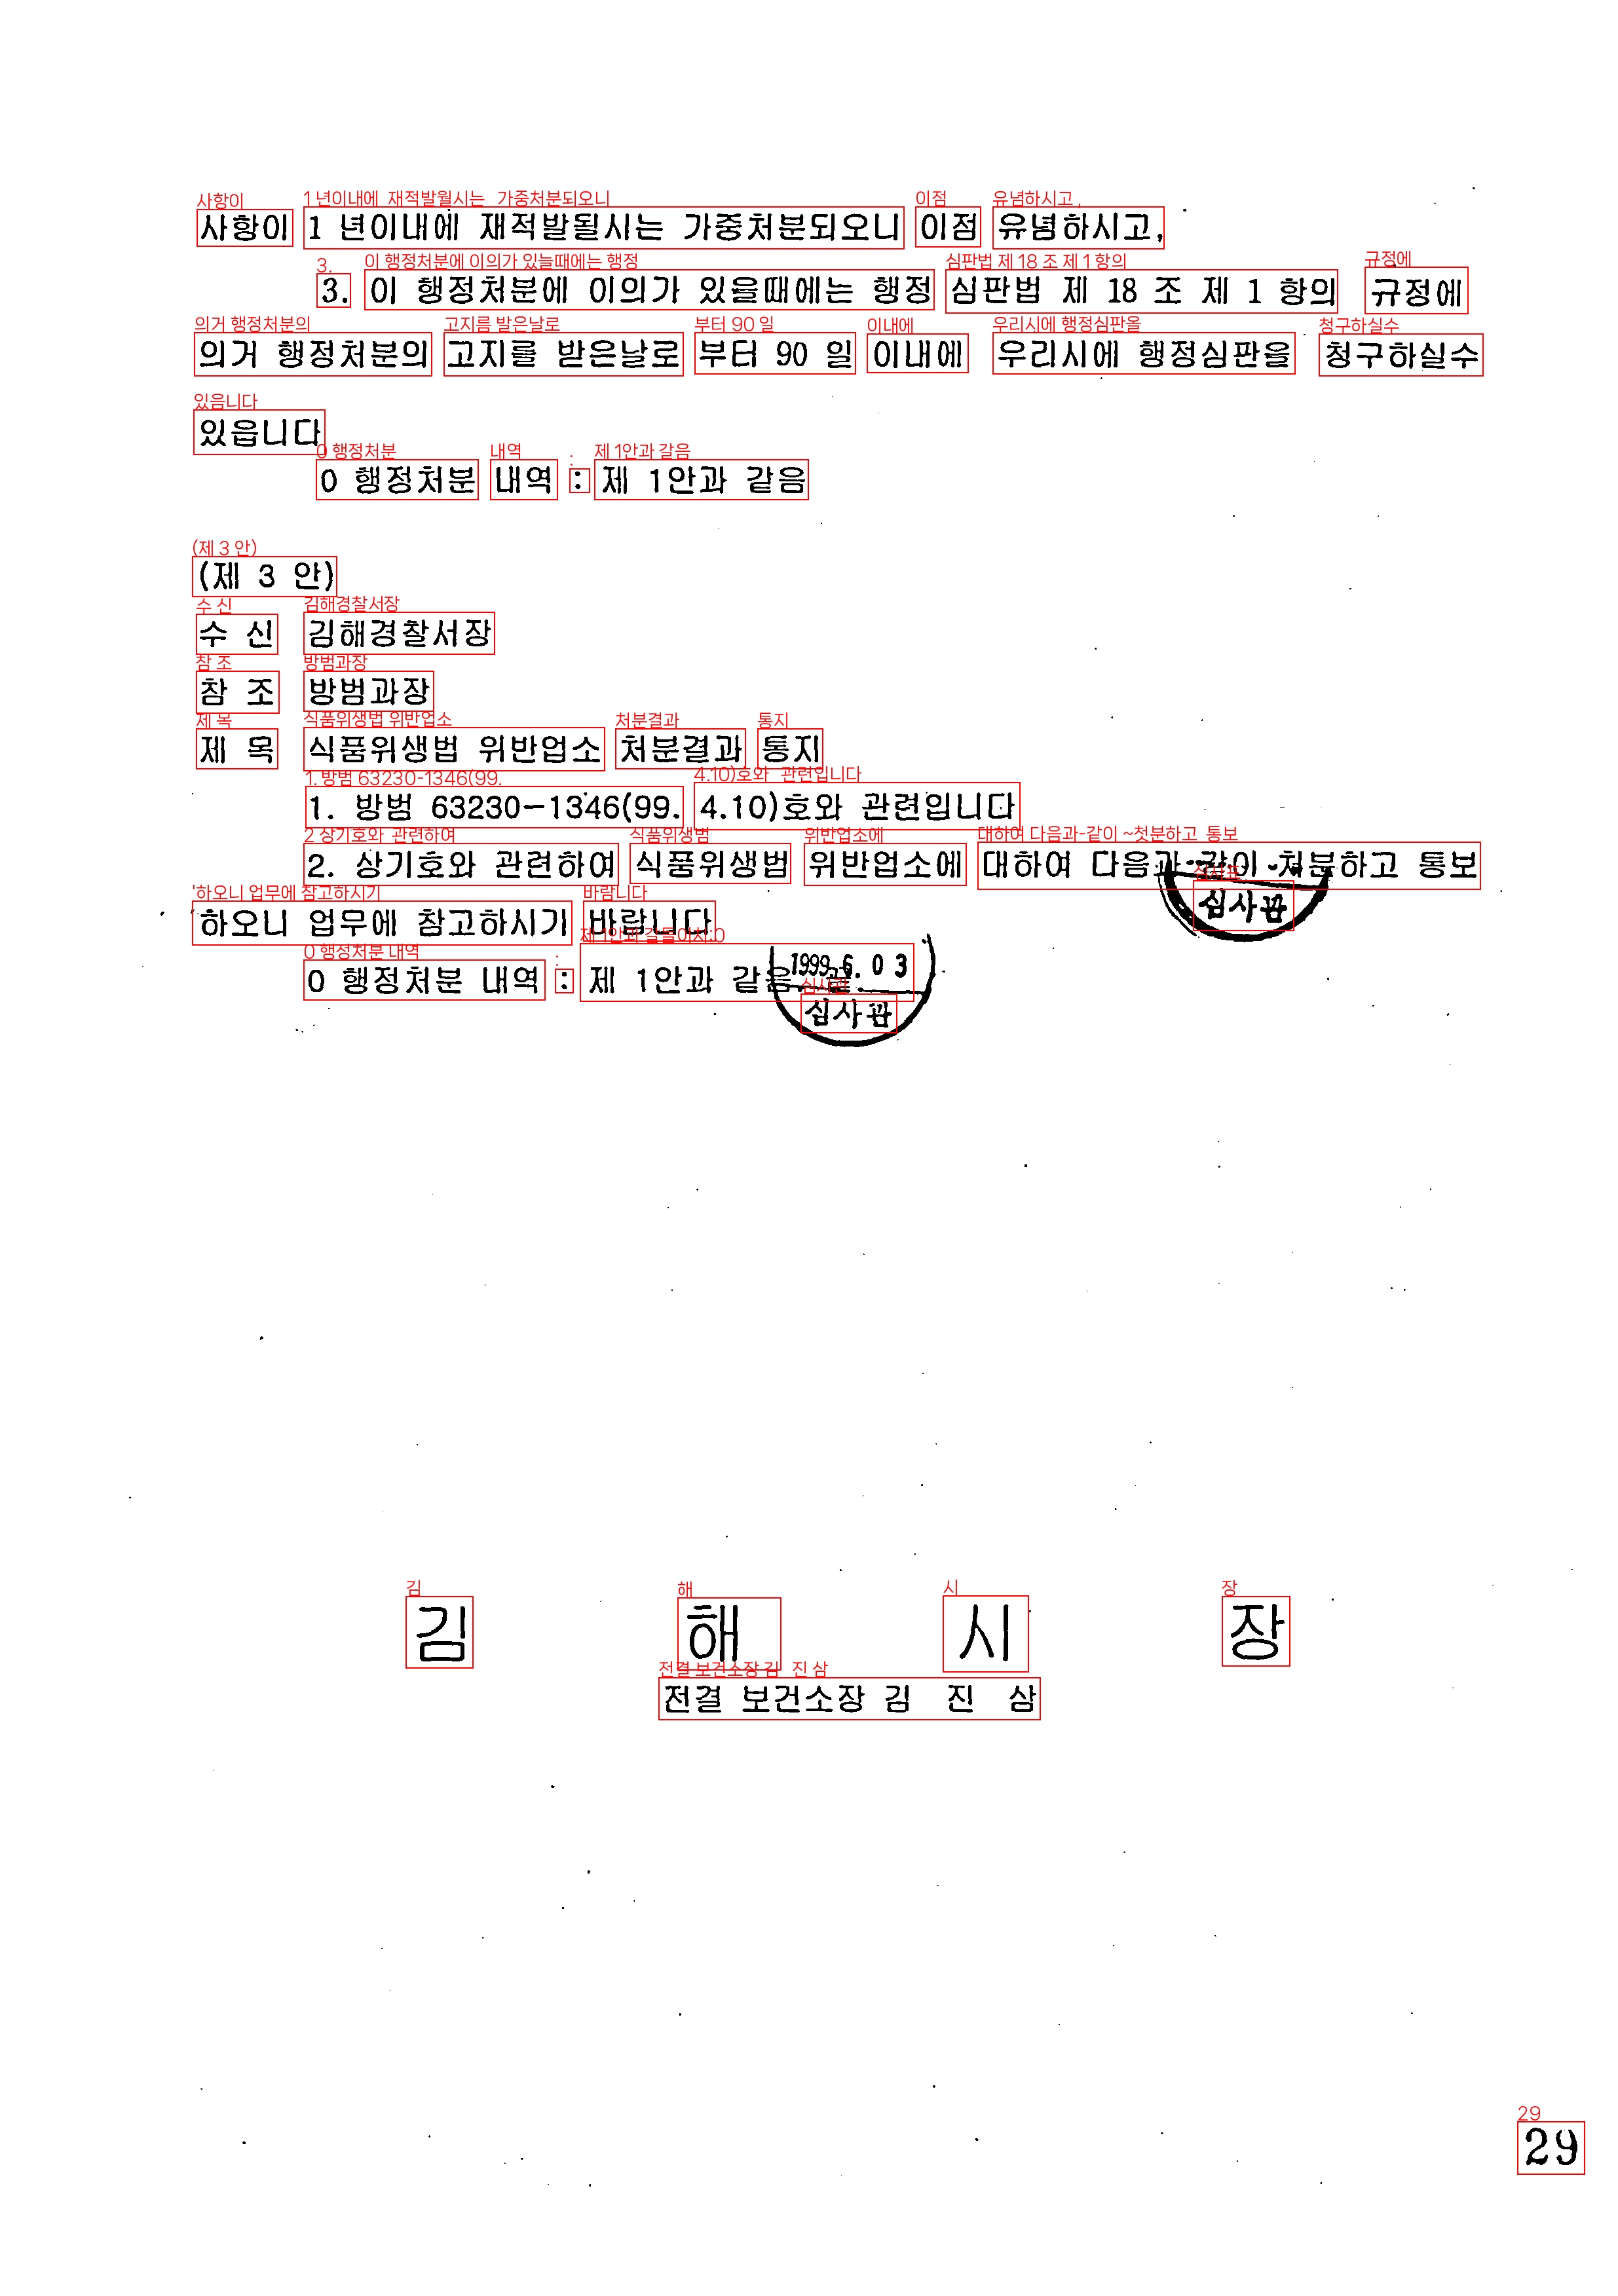 사항이 1 년이내에 재적발될시는 가중처분되오니 이점 유념하시고,
3. 이 행정처분에 이의가 있을때에는 행정심판법 제 18 조 제 1 항의 규정에
의거 행정처분의 고지를 받은날로 부터 90 일 이내에 우리시에 행정심판을 청구하실수
있읍니다
0 행정처분 내역 : 제 1안과 같음
(제 3 안)
수 신 김해경찰서장
참 조 방범과장
제 목 식품위생법 위반업소 처분결과 통지
1. 방범 63230-1346(99. 4.10)호와 관련입니다
2. 상기호와 관련하여 식품위생법 위반업소에 대하여 다음과 같이 처분하고 통보
심사관
하오니 업무에 참고하시기 바랍니다
0 행정처분 내역 : 제 1안과 같음. 끝.
1999. 6. 03
심사관
김 해 시 장
전결 보건소장 김 진 삼
29